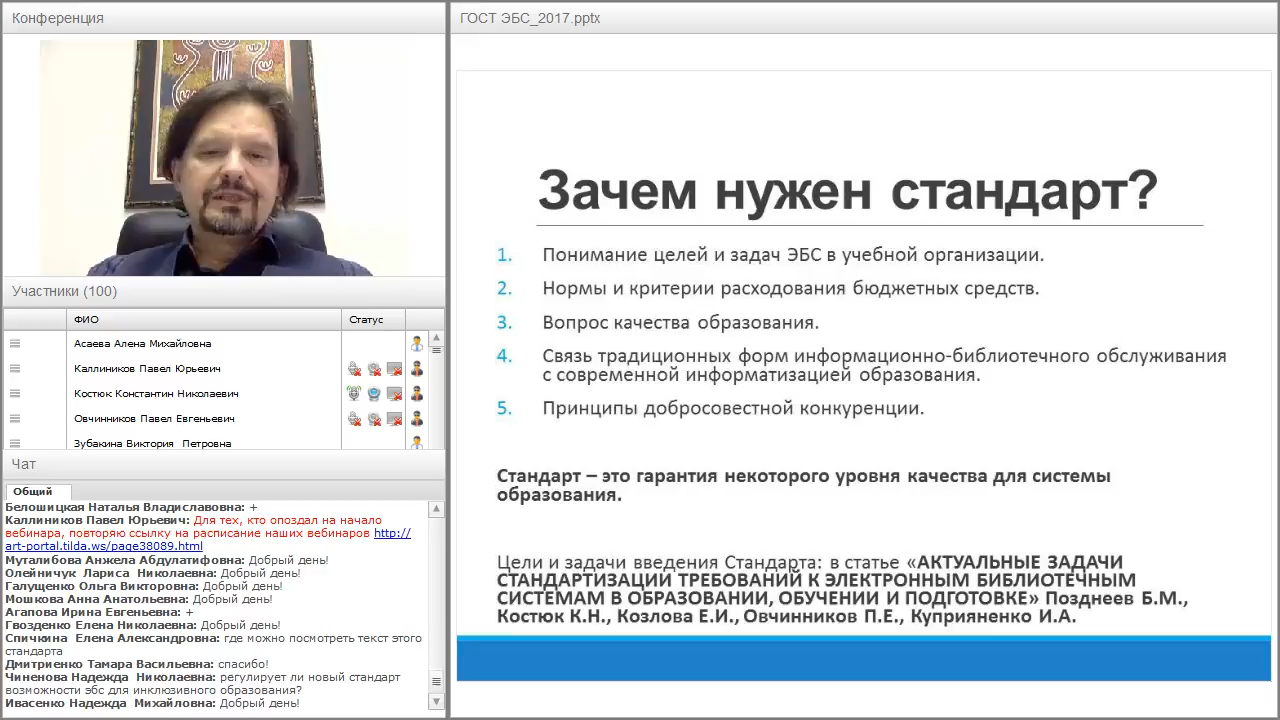 Конференция
ГОСТ ЭБС_2017.pptx
Участники (100)
ФИО
Статус
Асаева Алена Михайловна
Каллиников Павел Юрьевич
Костюк Константин Николаевич
Овчинников Павел Евгеньевич
Зубакина Виктория Петровна
Чат
Общий
Белошицкая Наталья Владиславовна: +
Каллиников Павел Юрьевич: Для тех, кто опоздал на начало
вебинара, повторяю ссылку на расписание наших вебинаров http://
art-portal.tilda.ws/page38089.html
Муталибова Анжела Абдулатифовна: Добрый день!
Олейничук Лариса Николаевна: Добрый день!
Галущенко Ольга Викторовна: Добрый день!
Мошкова Анна Анатольевна: Добрый день!
Агапова Ирина Евгеньевна: +
Гвозденко Елена Николаевна: Добрый день!
Спичкина Елена Александровна: где можно посмотреть текст этого
стандарта
Дмитриенко Тамара Васильевна: спасибо!
Чиненова Надежда Николаевна: регулирует ли новый стандарт
возможности эбс для инклюзивного образования?
Ивасенко Надежда Михайловна: Добрый день!
Зачем нужен стандарт?
1. Понимание целей и задач ЭБС в учебной организации.
2. Нормы и критерии расходования бюджетных средств.
3. Вопрос качества образования.
4. Связь традиционных форм информационно-библиотечного обслуживания
с современной информатизацией образования.
5. Принципы добросовестной конкуренции.
Стандарт – это гарантия некоторого уровня качества для системы
образования.
Цели и задачи введения Стандарта: в статье «АКТУАЛЬНЫЕ ЗАДАЧИ
СТАНДАРТИЗАЦИИ ТРЕБОВАНИЙ К ЭЛЕКТРОННЫМ БИБЛИОТЕЧНЫМ
СИСТЕМАМ В ОБРАЗОВАНИИ, ОБУЧЕНИИ И ПОДГОТОВКЕ» Позднеев Б.М.,
Костюк К.Н., Козлова Е.И., Овчинников П.Е., Куприяненко И.А.